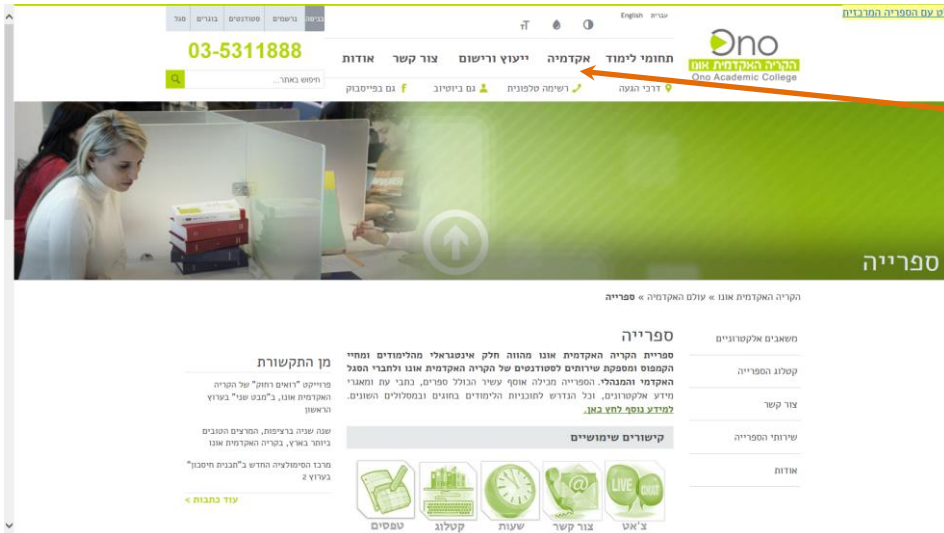 ט עם הספריה המרכזית
עברית English
כניסה נרשמים סטודנטים בוגרים סגל
Ono
הקריה האקדמית אונו
Ono Academic College
03-5311888
תחומי לימוד אקדמיה ייעוץ ורישום צור קשר אודות
חיפוש באתר...
דרכי הגעה רשימה טלפונית גם ביוטיוב גם בפייסבוק
ספרייה
הקריה האקדמית אונו » עולם האקדמיה » ספרייה
משאבים אלקטרוניים
קטלוג הספרייה
צור קשר
שירותי הספרייה
אודות
ספרייה
ספריית הקריה האקדמית אונו מהווה חלק אינטגראלי מהלימודים ומחיי
הקמפוס ומספקת שירותים לסטודנטים של הקריה האקדמית אונו ולחברי הסגל
האקדמי והמנהלי. הספרייה מכילה אוסף עשיר הכולל ספרים, כתבי עת ומאגרי
מידע אלקטרונים, וכל הנדרש לתוכניות הלימודים בחוגים ובמסלולים השונים.
למידע נוסף לחץ כאן.
קישורים שימושיים
LIVE CHAT
צ'אט צור קשר שעות קטלוג טפסים
מן התקשורת
פרוייקט "רואים רחוק" של הקריה
האקדמית אונו, ב"מבט שני" בערוץ
הראשון
שנה שניה ברציפות, המרצים הטובים
ביותר בארץ, בקריה האקדמית אונו
מרכז הסימולציה החדש ב"תבנית חיסכון"
בערוץ 2
עוד כתבות >